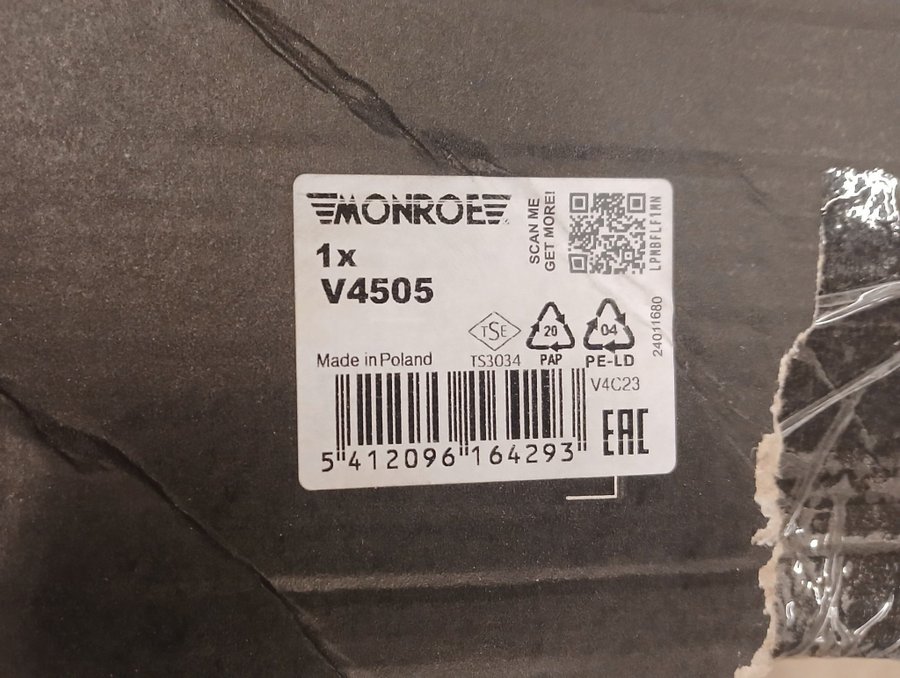 MONROE
SCAN ME
GET MORE!
LPMBFLF1MN
1x
V4505
24011680
TSE
20
04
Made in Poland
TS3034
PAP
PE-LD
V4C23
5 412096 164293
EAC